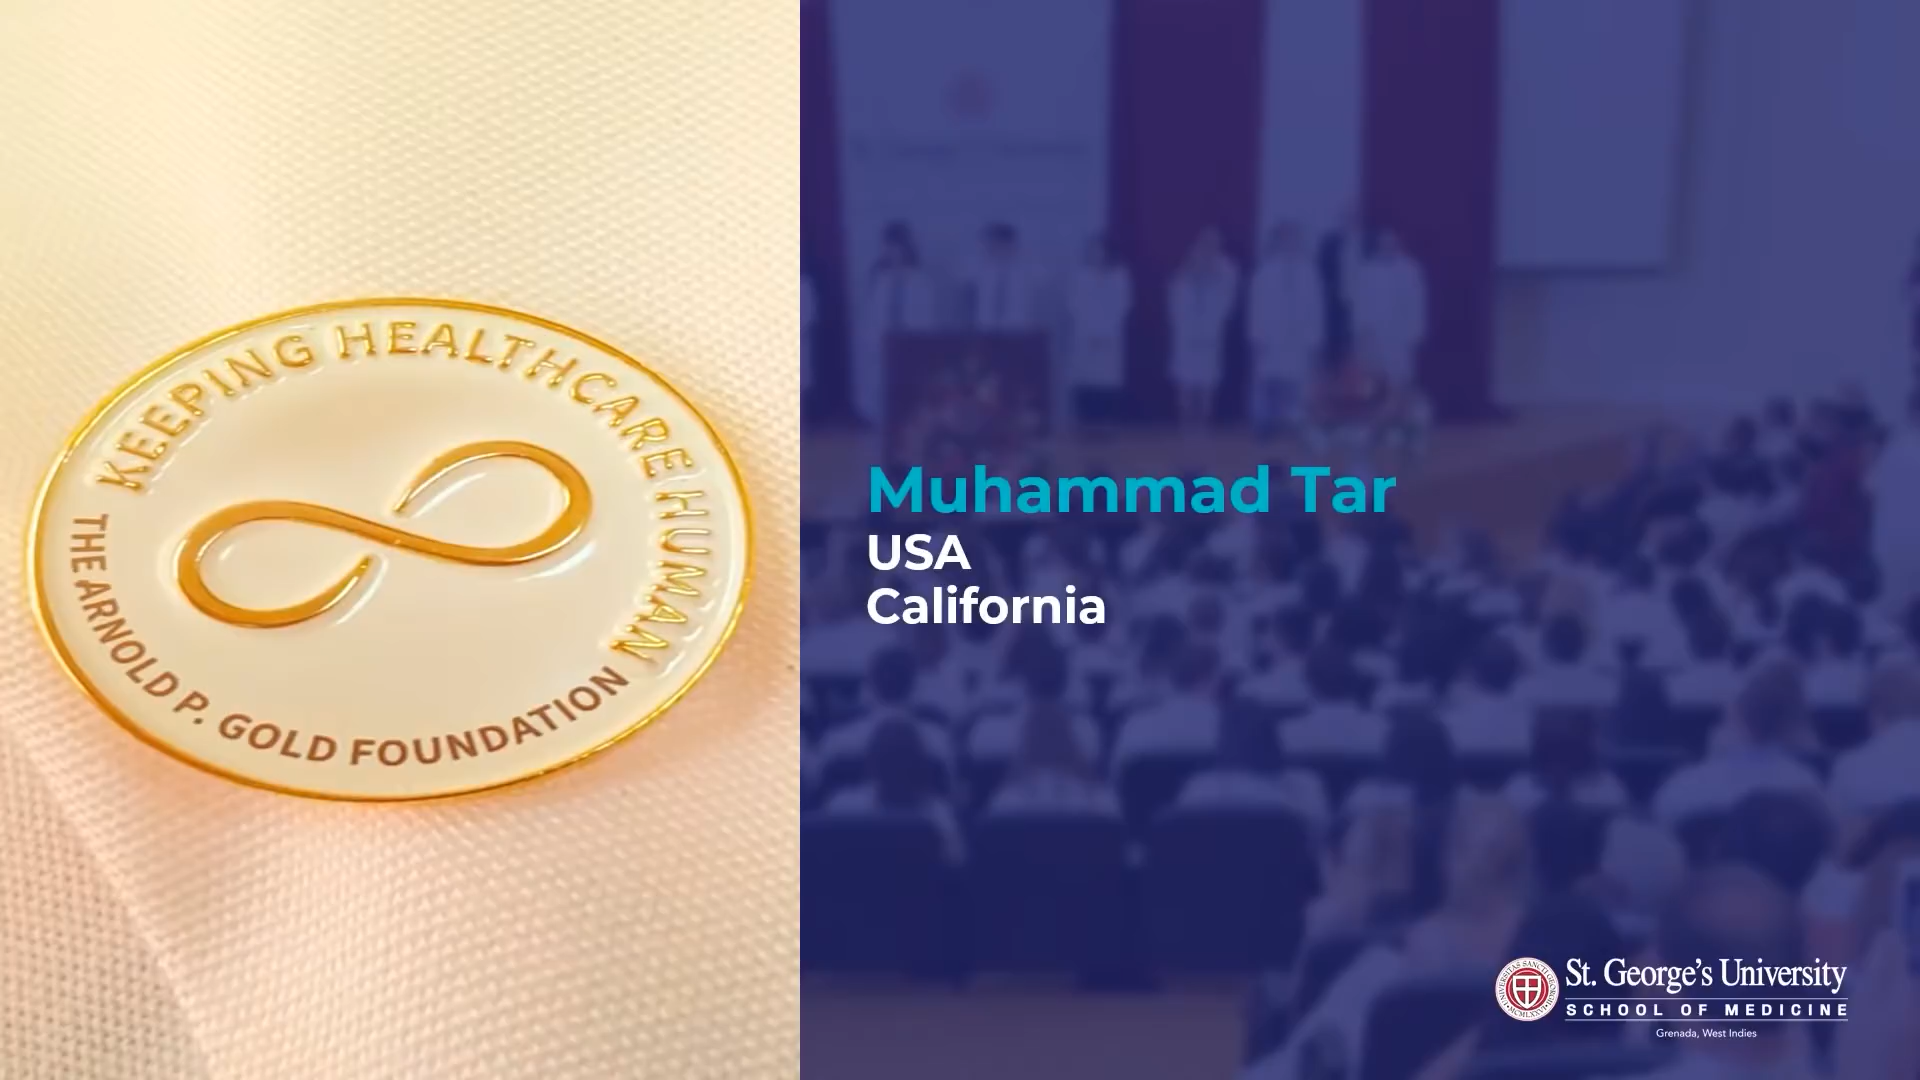 KEEPING HEALTHCARE HUMAN
THE ARNOLD P. GOLD FOUNDATION
Muhammad Tar
USA
California
St. George's University
SCHOOL OF MEDICINE
Grenada, West Indies